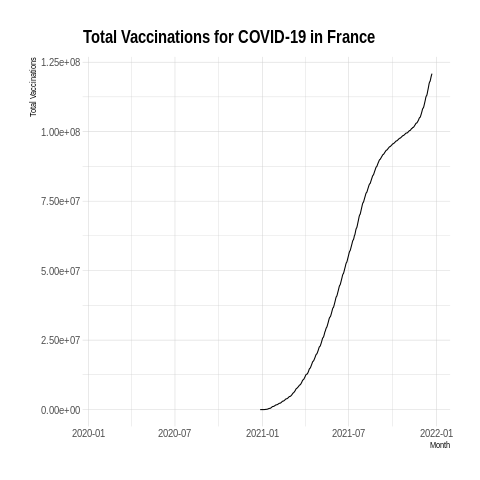 Total Vaccinations for COVID-19 in France
Total Vaccinations
1.25e+08
1.00e+08
7.50e+07
5.00e+07
2.50e+07
0.00e+00
2020-01 2020-07 2021-01 2021-07 2022-01
Month